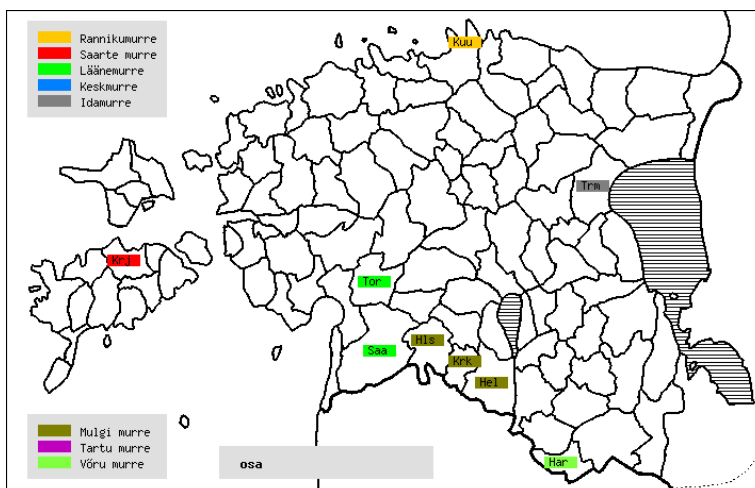 Rannikumurre
Saarte murre
Läänemurre
Keskmurre
Idamurre
Kuu
Trm
Krj
Tor
Hls
Saa
Krk
Hel
Har
Mulgi murre
Tartu murre
Võru murre
osa